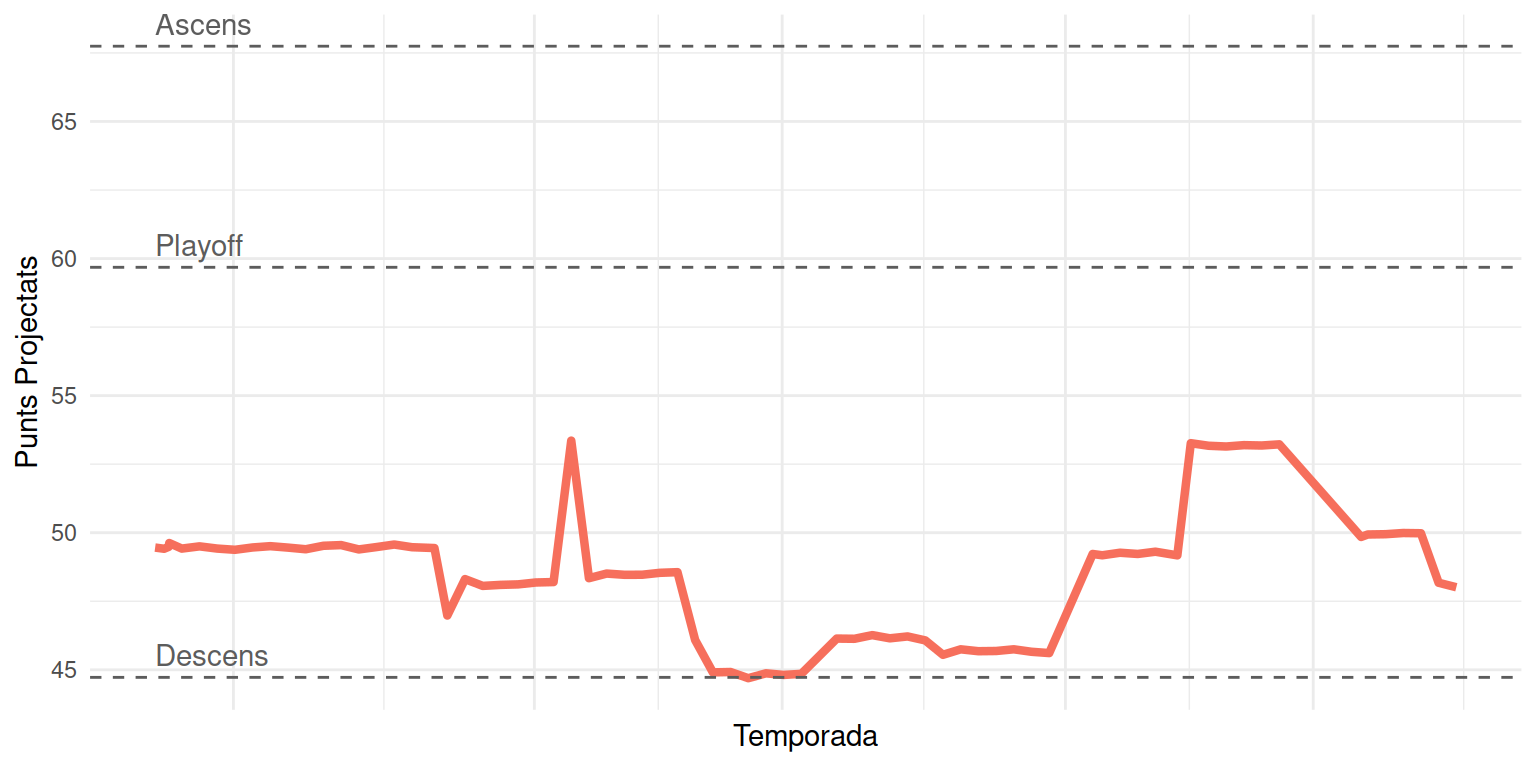 Ascens
65
Playoff
60
55
50
Descens
45
Punts Projectats
Temporada